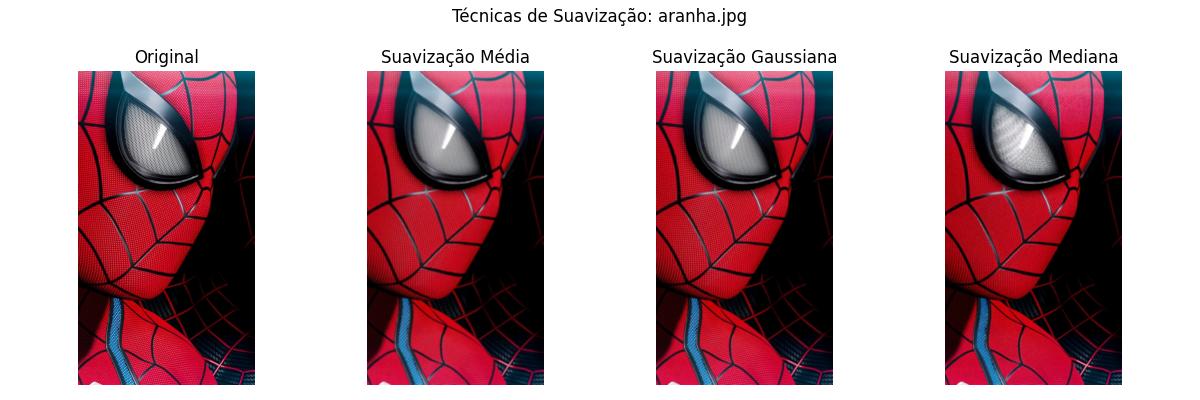 Técnicas de Suavização: aranha.jpg
Original
Suavização Média
Suavização Gaussiana
Suavização Mediana